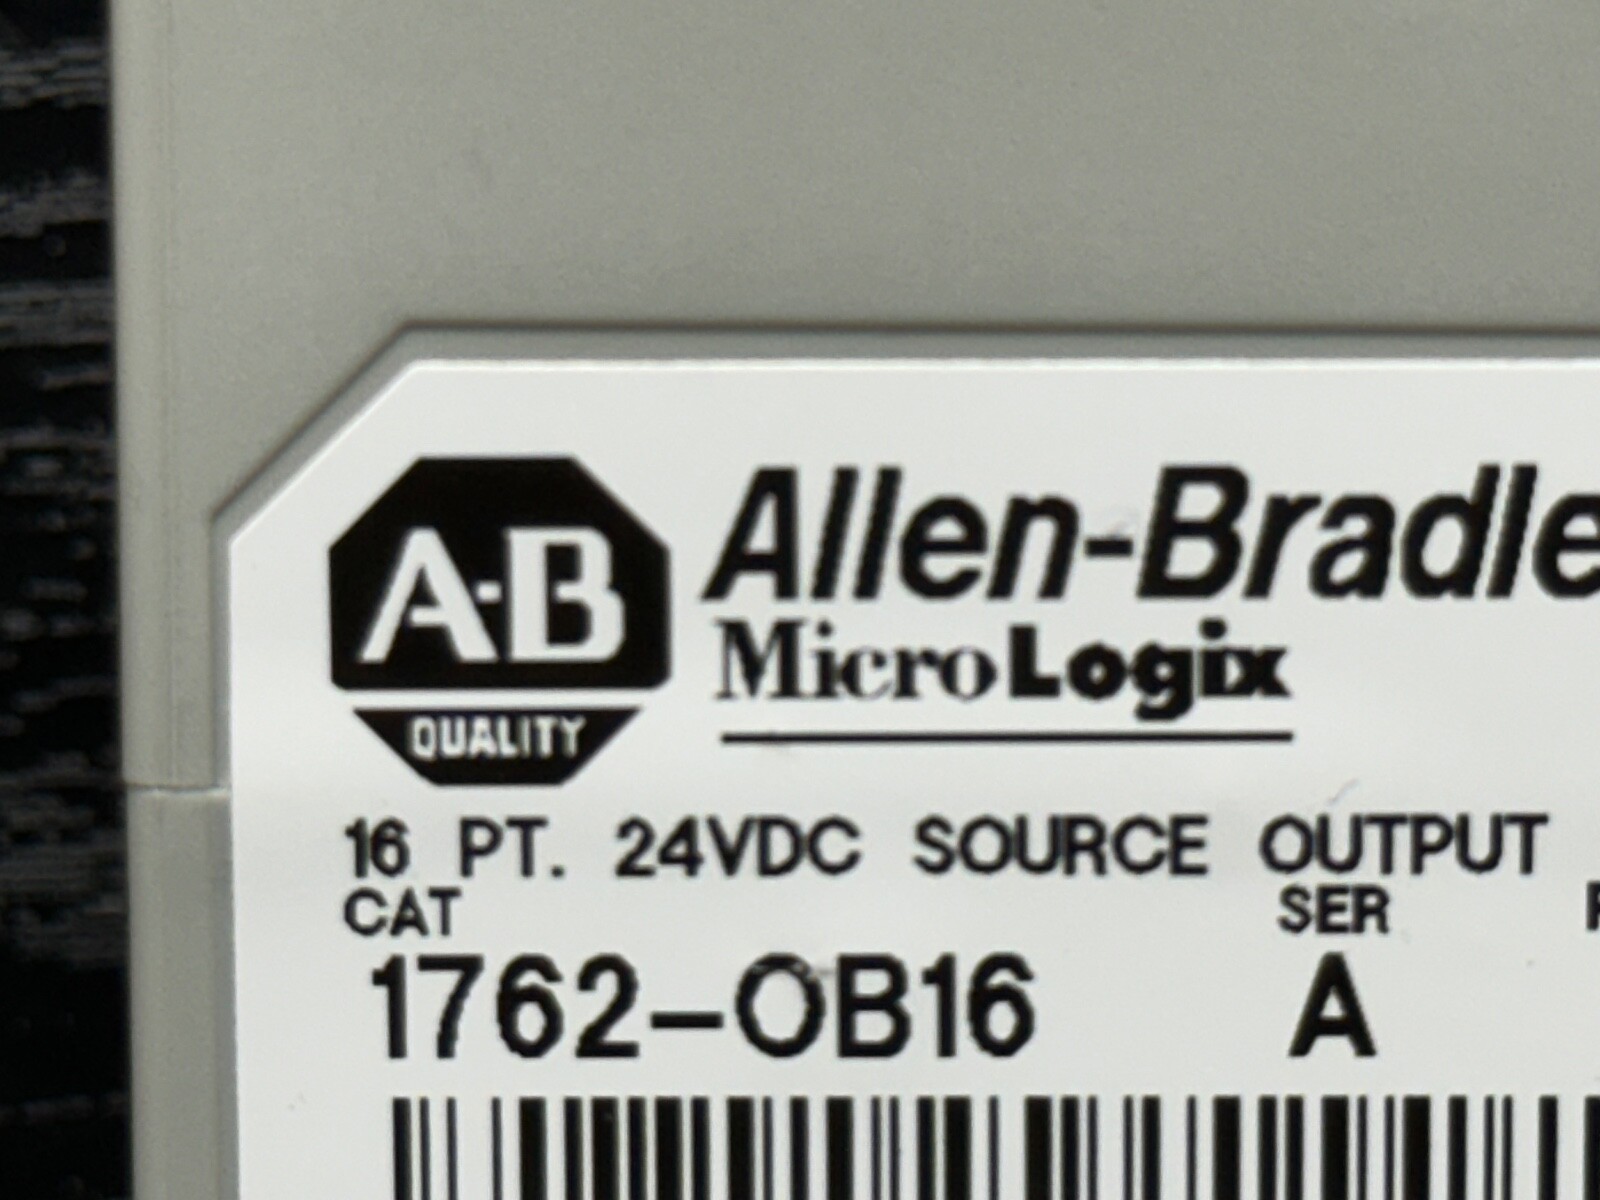 A-B
QUALITY
Allen-Bradle
MicroLogix
16 PT. 24VDC SOURCE OUTPUT
CAT SER
1762-OB16 A